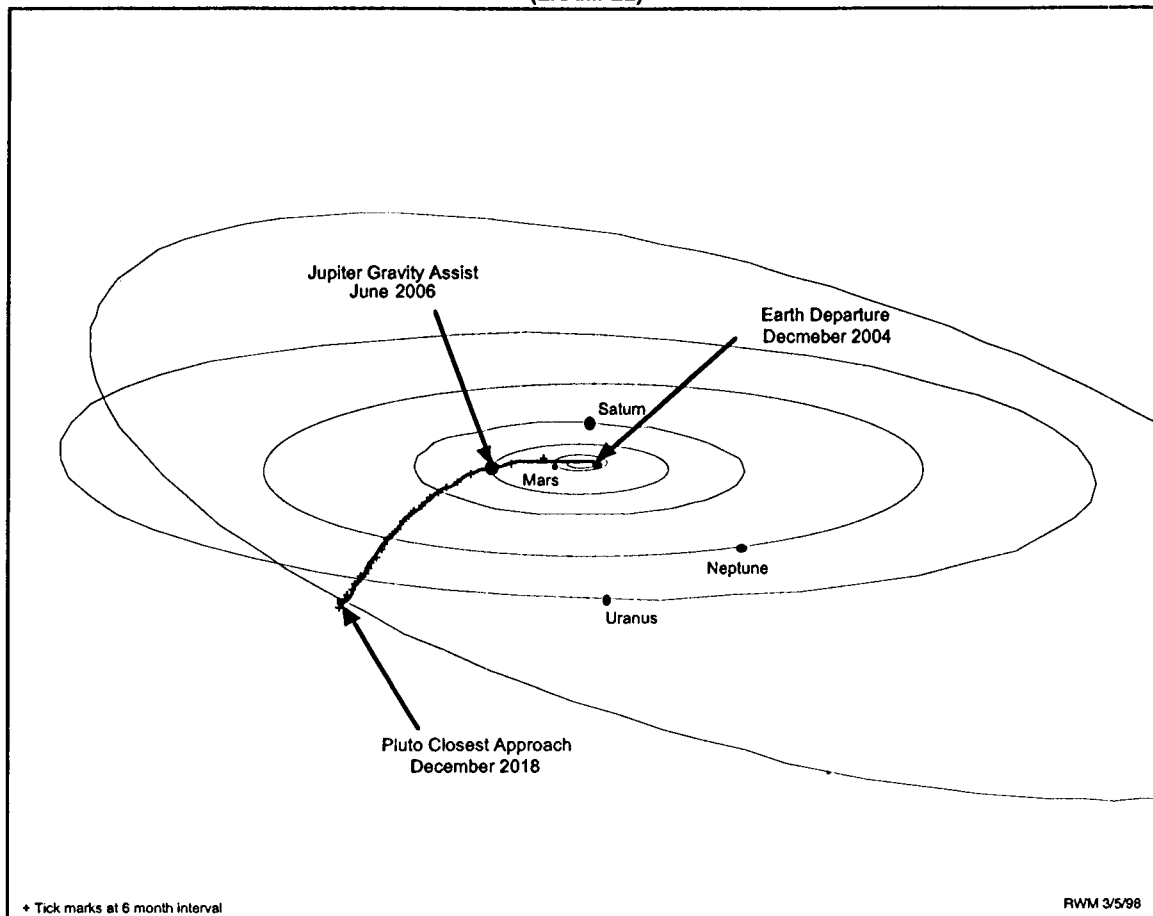 Jupiter Gravity Assist
June 2006
Earth Departure
Decmeber 2004
Saturn
Mars
Neptune
Uranus
Pluto Closest Approach
December 2018
+ Tick marks at 6 month interval
RWM 3/5/98